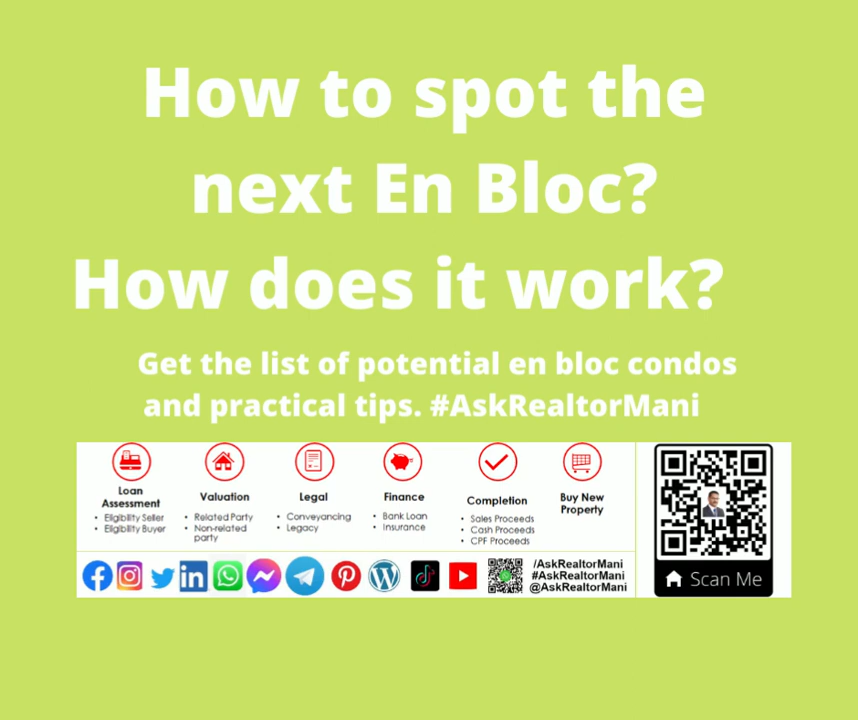 How to spot the
next En Bloc?
How does it work?
Get the list of potential en bloc condos
and practical tips. #AskRealtorMani
Loan
Assessment
• Eligibility Seller
• Eligibility Buyer
Valuation
• Related Party
• Non-related
party
Legal
• Conveyancing
• Legacy
Finance
• Bank Loan
• Insurance
Completion
• Sales Proceeds
• Cash Proceeds
• CPF Proceeds
Buy New
Property
/AskRealtorMani
#AskRealtorMani
@AskRealtorMani
Scan Me